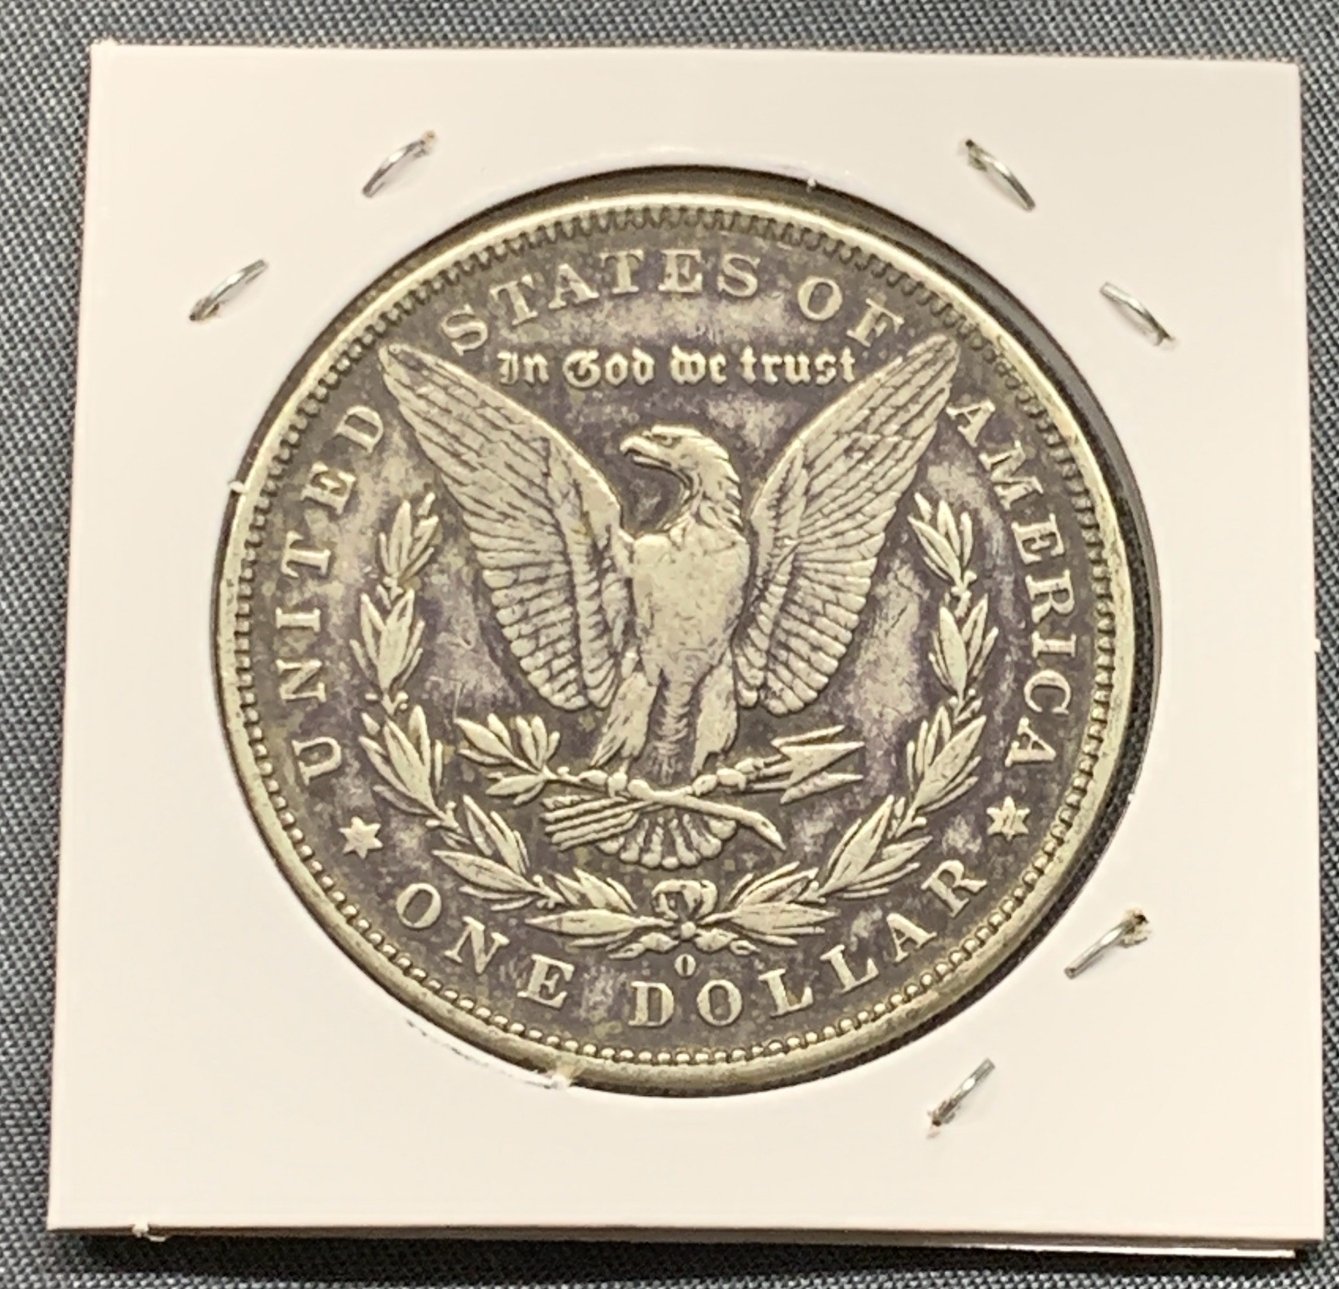 UNITED STATES OF AMERICA
In God we trust
O
ONE DOLLAR